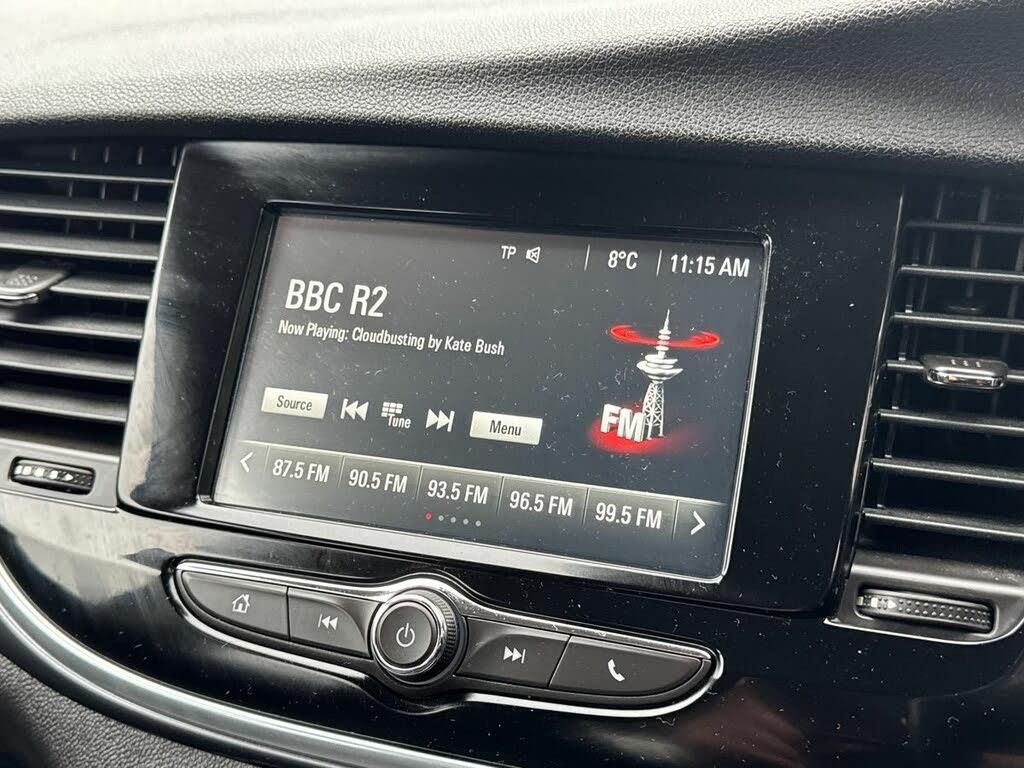 TP 8°C 11:15 AM
BBC R2
Now Playing: Cloudbusting by Kate Bush
Source Tune Menu
FM
87.5 FM 90.5 FM 93.5 FM 96.5 FM 99.5 FM